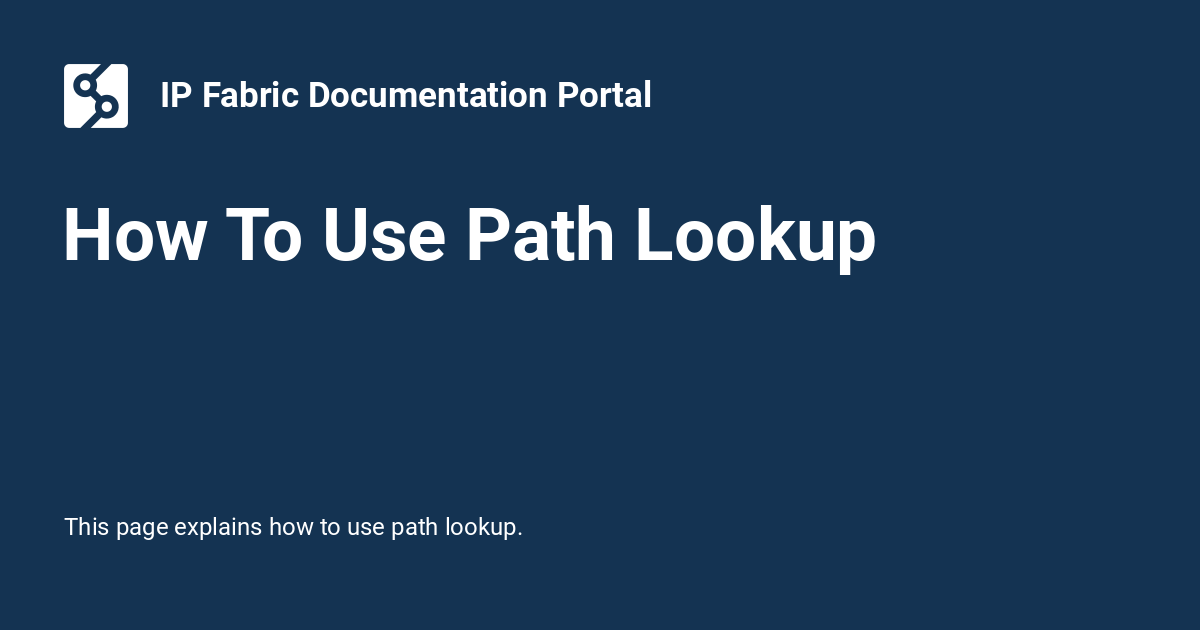 IP Fabric Documentation Portal
How To Use Path Lookup
This page explains how to use path lookup.